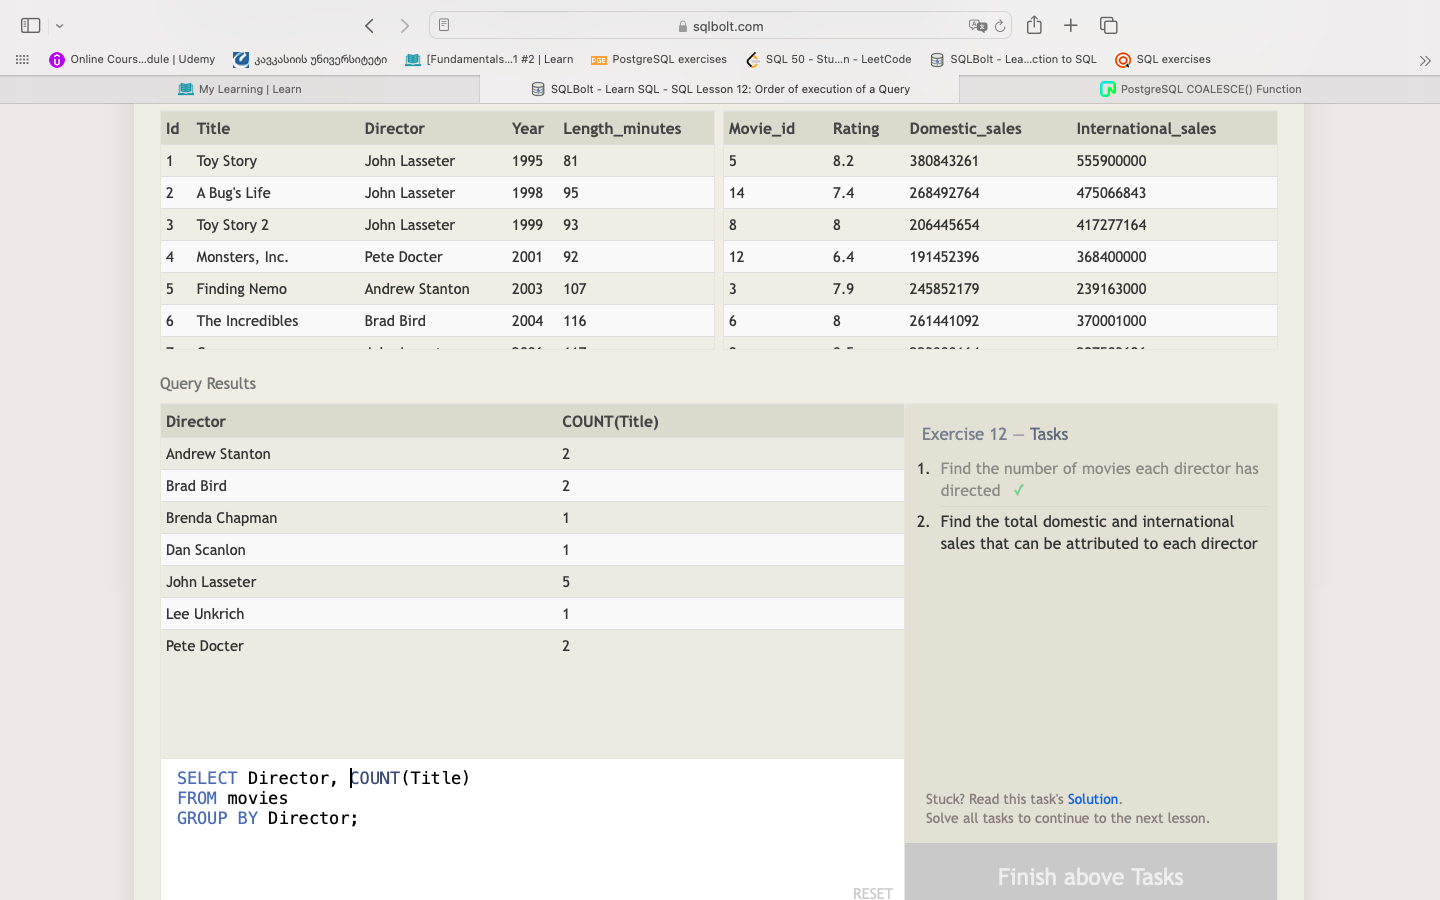 sqlbolt.com
Online Cours...dule | Udemy
კავკასიის უნივერსიტეტი
[Fundamentals...1 #2 | Learn
PGE PostgreSQL exercises
SQL 50 - Stu...n - LeetCode
SQLBolt - Lea...ction to SQL
SQL exercises
My Learning | Learn
SQLBolt - Learn SQL - SQL Lesson 12: Order of execution of a Query
PostgreSQL COALESCE() Function
Id Title Director Year Length_minutes
1 Toy Story John Lasseter 1995 81
2 A Bug's Life John Lasseter 1998 95
3 Toy Story 2 John Lasseter 1999 93
4 Monsters, Inc. Pete Docter 2001 92
5 Finding Nemo Andrew Stanton 2003 107
6 The Incredibles Brad Bird 2004 116
Movie_id Rating Domestic_sales International_sales
5 8.2 380843261 555900000
14 7.4 268492764 475066843
8 8 206445654 417277164
12 6.4 191452396 368400000
3 7.9 245852179 239163000
6 8 261441092 370001000
Query Results
Director COUNT(Title)
Andrew Stanton 2
Brad Bird 2
Brenda Chapman 1
Dan Scanlon 1
John Lasseter 5
Lee Unkrich 1
Pete Docter 2
Exercise 12 — Tasks
1. Find the number of movies each director has
directed ✓
2. Find the total domestic and international
sales that can be attributed to each director
Stuck? Read this task's Solution.
Solve all tasks to continue to the next lesson.
Finish above Tasks
SELECT Director, COUNT(Title)
FROM movies
GROUP BY Director;
RESET